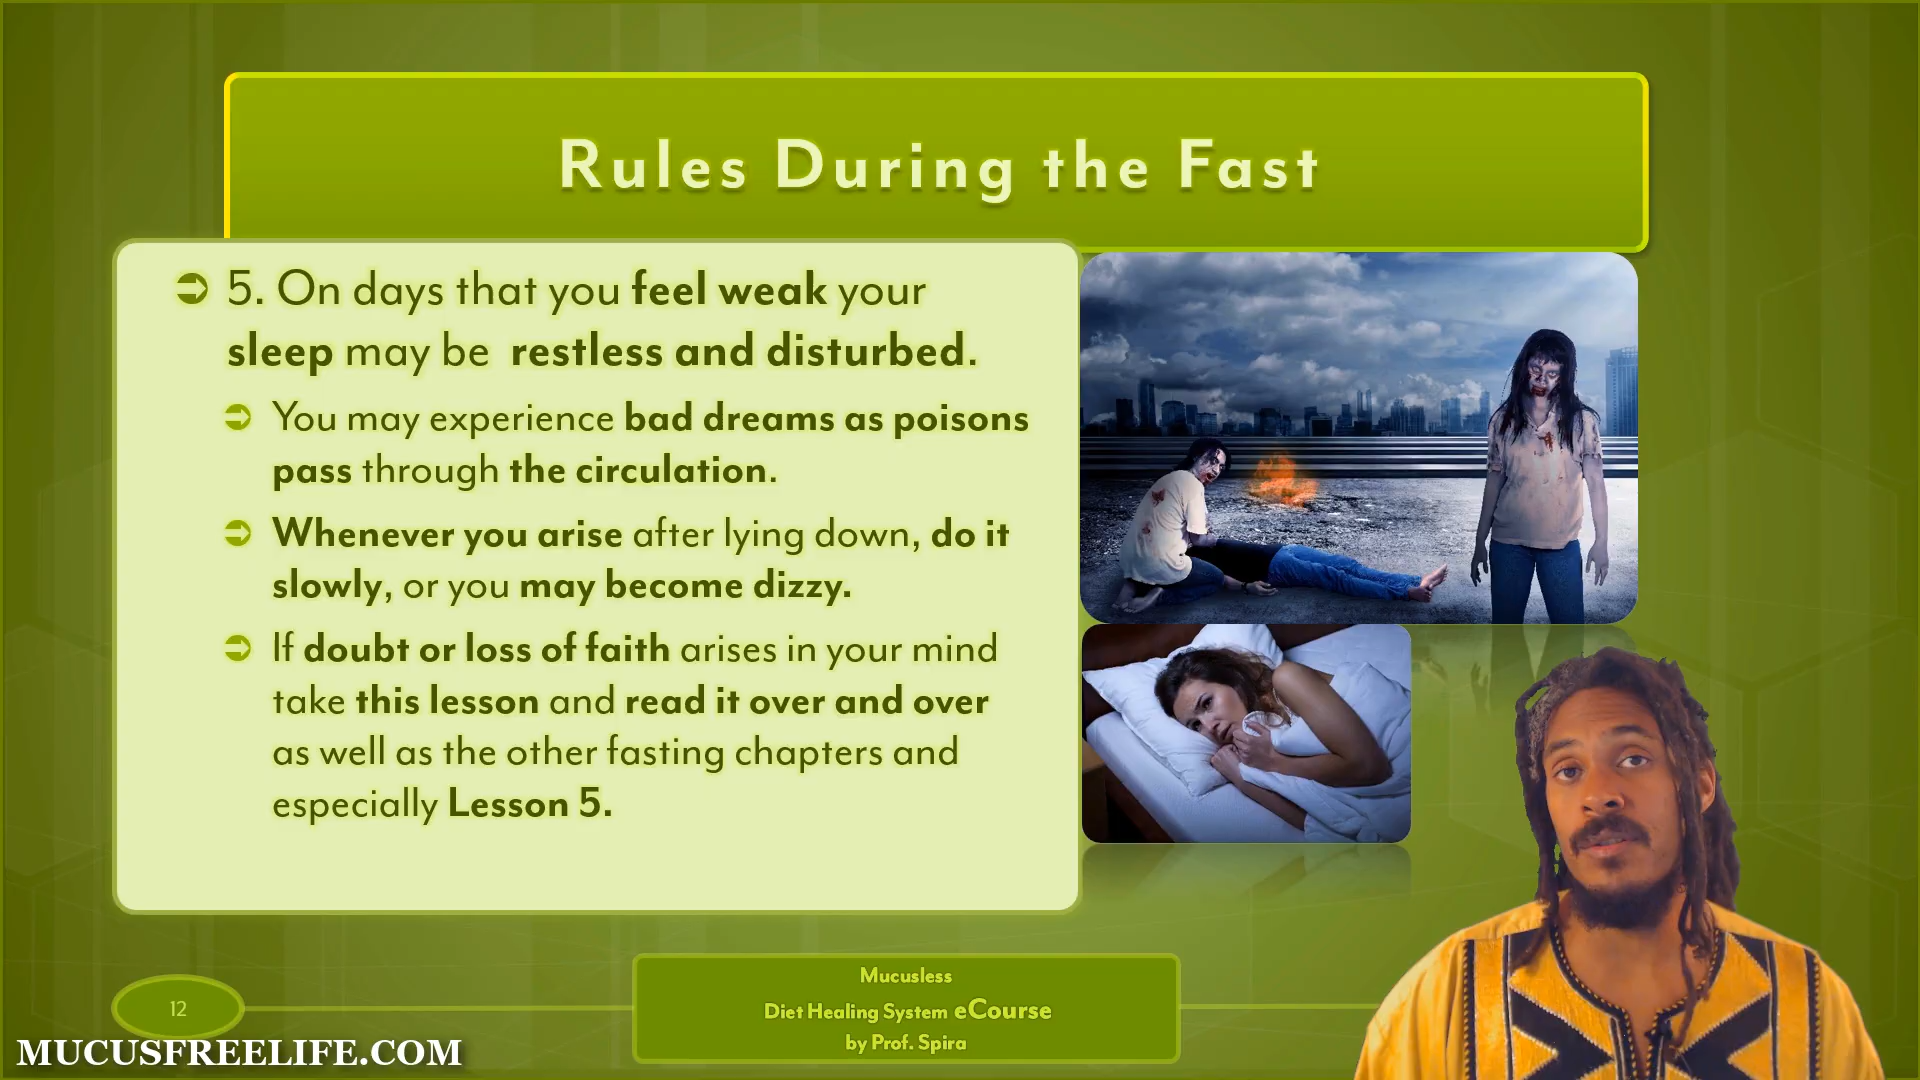 Rules During the Fast
5. On days that you feel weak your
sleep may be restless and disturbed.
You may experience bad dreams as poisons
pass through the circulation.
Whenever you arise after lying down, do it
slowly, or you may become dizzy.
If doubt or loss of faith arises in your mind
take this lesson and read it over and over
as well as the other fasting chapters and
especially Lesson 5.
12
Mucusless
Diet Healing System eCourse
by Prof. Spira
MUCUSFREELIFE.COM